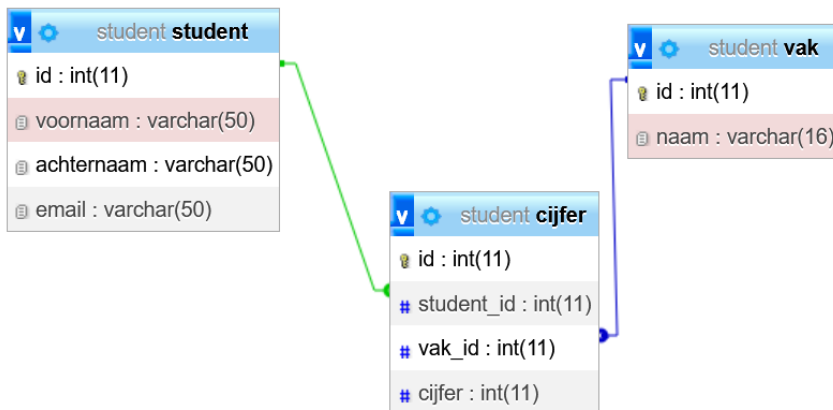 v student student
id : int(11)
voornaam : varchar(50)
achternaam : varchar(50)
email : varchar(50)
v student vak
id : int(11)
naam : varchar(16)
v student cijfer
id : int(11)
# student_id : int(11)
# vak_id : int(11)
# cijfer : int(11)